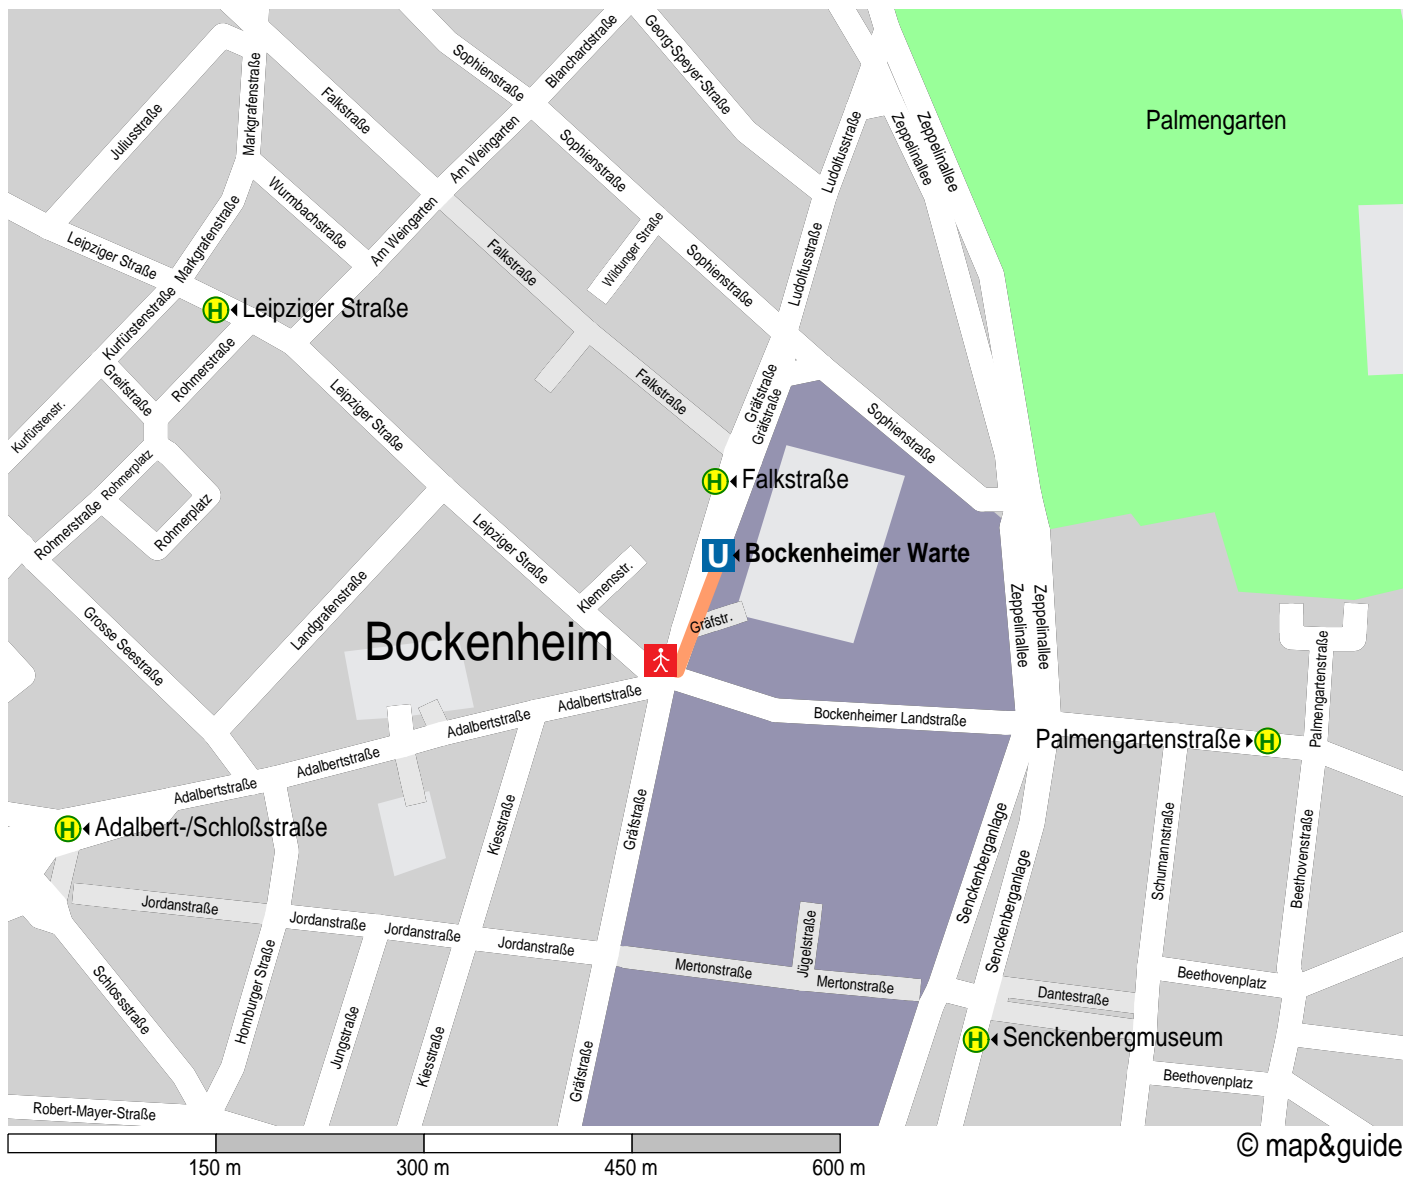 Sophienstraße
Blanchardstraße
Georg-Speyer-Straße
Falkstraße
Markgrafenstraße
Juliusstraße
Am Weingarten
Sophienstraße
Ludolfusstraße
Zeppelinallee
Zeppelinallee
Palmengarten
Wurmbachstraße
Markgrafenstraße
Am Weingarten
Leipziger Straße
Falkstraße
Wildunger Straße
Sophienstraße
Ludolfusstraße
H Leipziger Straße
Kurfürstenstraße
Rohmerstraße
Greifstraße
Kurfürstenstr.
Leipziger Straße
Falkstraße
Gräfstraße
Gräfstraße
Sophienstraße
Rohmerplatz
Rohmerplatz
Rohmerstraße
H Falkstraße
Leipziger Straße
U Bockenheimer Warte
Klemensstr.
Landgrafenstraße
Grosse Seestraße
Gräfstr.
Zeppelinallee
Zeppelinallee
Bockenheim
Palmengartenstraße
Adalbertstraße
Adalbertstraße
Adalbertstraße
Adalbertstraße
Bockenheimer Landstraße
Palmengartenstraße H
H Adalbert-/Schloßstraße
Kiesstraße
Gräfstraße
Senckenberganlage
Senckenberganlage
Schumannstraße
Beethovenstraße
Jordanstraße
Jordanstraße
Jordanstraße
Jordanstraße
Mertonstraße
Jügelstraße
Mertonstraße
Beethovenplatz
Dantestraße
Schlossstraße
Homburger Straße
Jungstraße
Kiesstraße
Gräfstraße
H Senckenbergmuseum
Beethovenplatz
Robert-Mayer-Straße
© map&guide
150 m
300 m
450 m
600 m